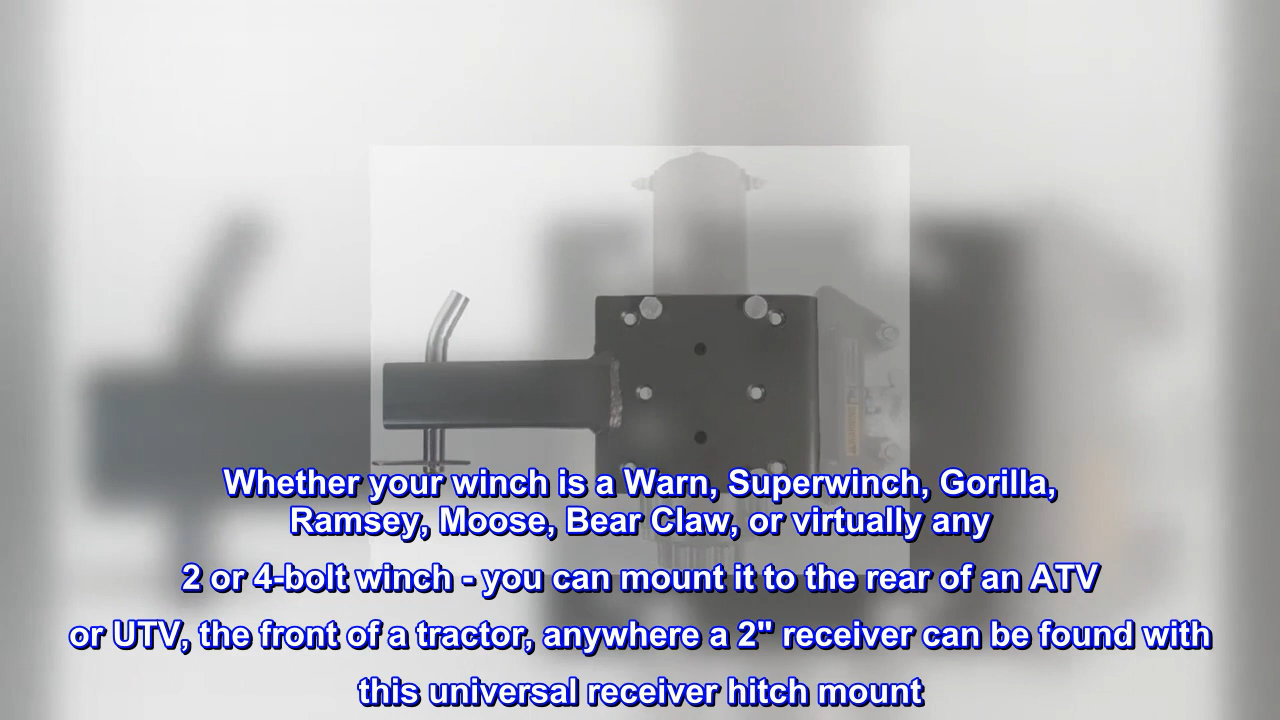 Whether your winch is a Warn, Superwinch, Gorilla,
Ramsey, Moose, Bear Claw, or virtually any
2 or 4-bolt winch - you can mount it to the rear of an ATV
or UTV, the front of a tractor, anywhere a 2" receiver can be found with
this universal receiver hitch mount